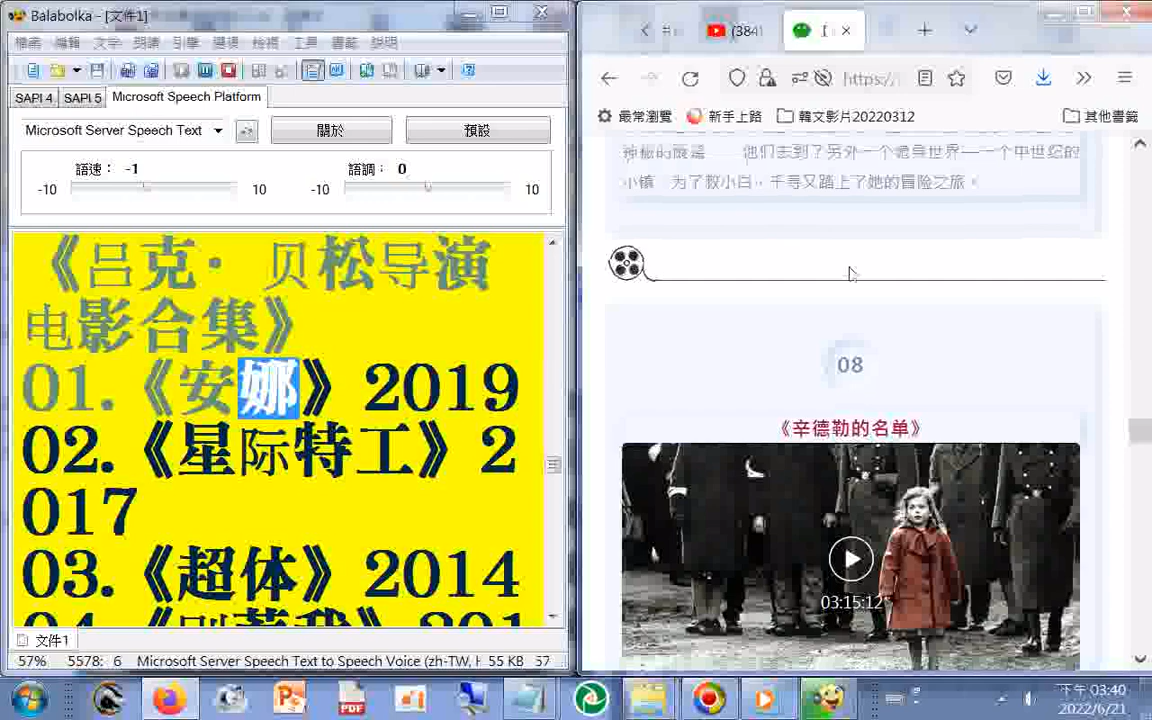 Balabolka - [文件1]
檔案 編輯 文字 朗讀 引擎 選項 檢視 工具 書籤 說明
SAPI 4 SAPI 5 Microsoft Speech Platform
Microsoft Server Speech Text
關於
預設
語速： -1
語調： 0
-10 10 -10 10
《吕克· 贝松导演
电影合集》
01.《安娜》2019
02.《星际特工》2
017
03.《超体》2014
文件1
57% 5578: 6 Microsoft Server Speech Text to Speech Voice (zh-TW, H 55 KB 37
(384
https://
最常瀏覽 新手上路 韓文影片20220312 其他書籤
他们去到了另外一个诡异世界—一个中世纪的
小镇 为了救小白，千寻又踏上了她的冒险之旅。
08
《辛德勒的名单》
03:15:12
下午 03:40
2022/6/21